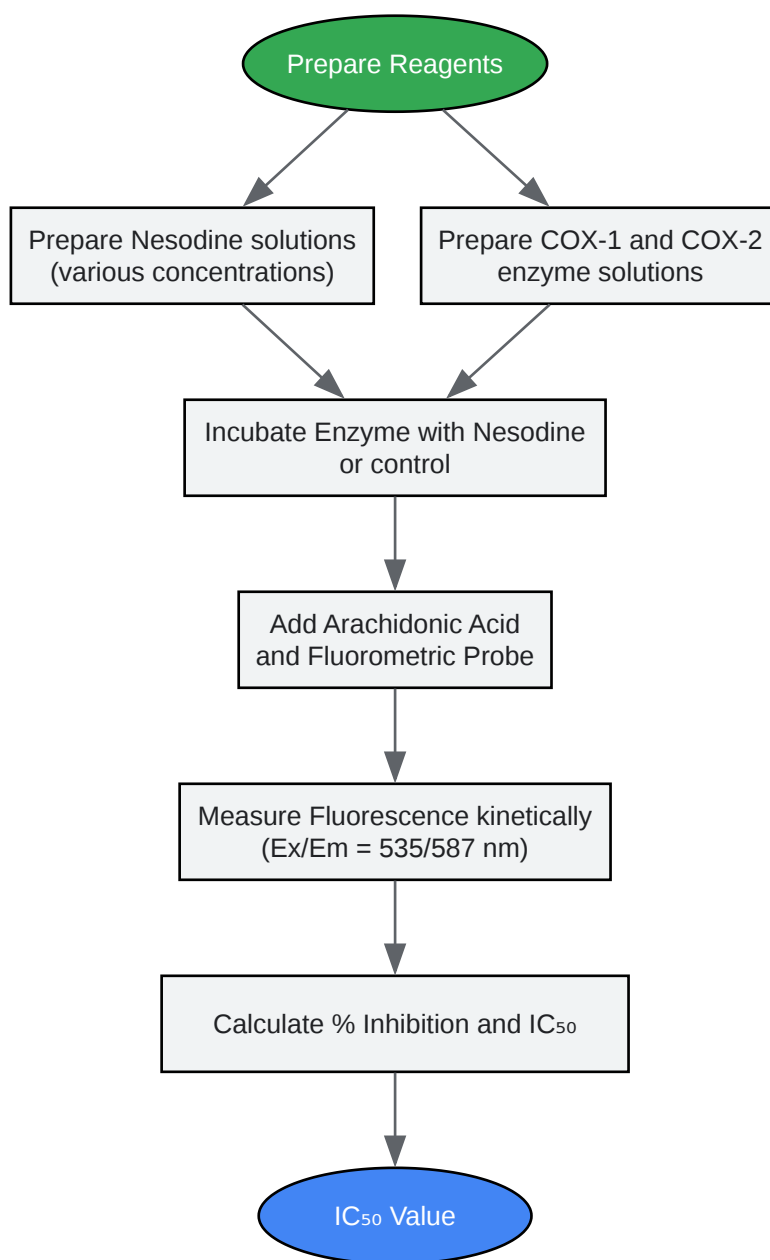 Prepare Reagents
Prepare Nesodine solutions
(various concentrations)
Prepare COX-1 and COX-2
enzyme solutions
Incubate Enzyme with Nesodine
or control
Add Arachidonic Acid
and Fluorometric Probe
Measure Fluorescence kinetically
(Ex/Em = 535/587 nm)
Calculate % Inhibition and IC₅₀
IC₅₀ Value